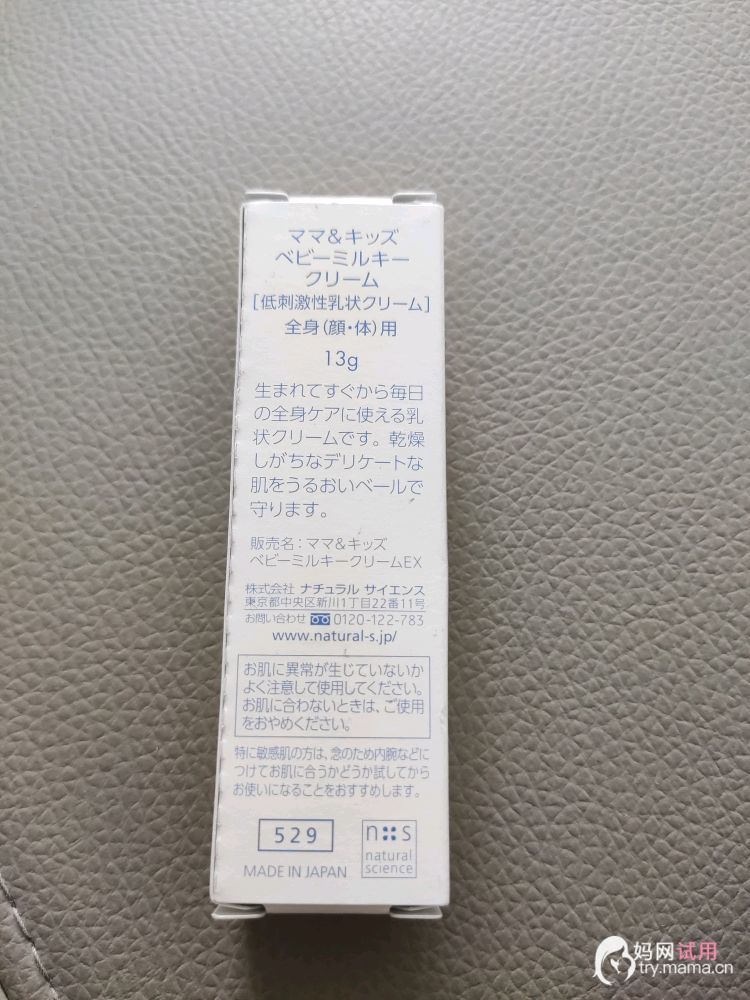 ママ&キッズ
ベビーミルキー
クリーム
［低刺激性乳状クリーム］
全身（顔・体）用
13g
生まれてすぐから毎日
の全身ケアに使える乳
状クリームです。乾燥
しがちなデリケートな
肌をうるおいベールで
守ります。
販売名：ママ&キッズ
ベビーミルキークリームEX
株式会社 ナチュラル サイエンス
東京都中央区新川1丁目22番11号
お問い合わせ 0120-122-783
www.natural-s.jp/
お肌に異常が生じていないか
よく注意して使用してください。
お肌に合わないときは、ご使用
をおやめください。
特に敏感肌の方は、念のため内腕などに
つけてお肌に合うかどうか試してから
お使いになることをおすすめします。
529
n s
natural
science
MADE IN JAPAN
妈网试用
try.mama.cn